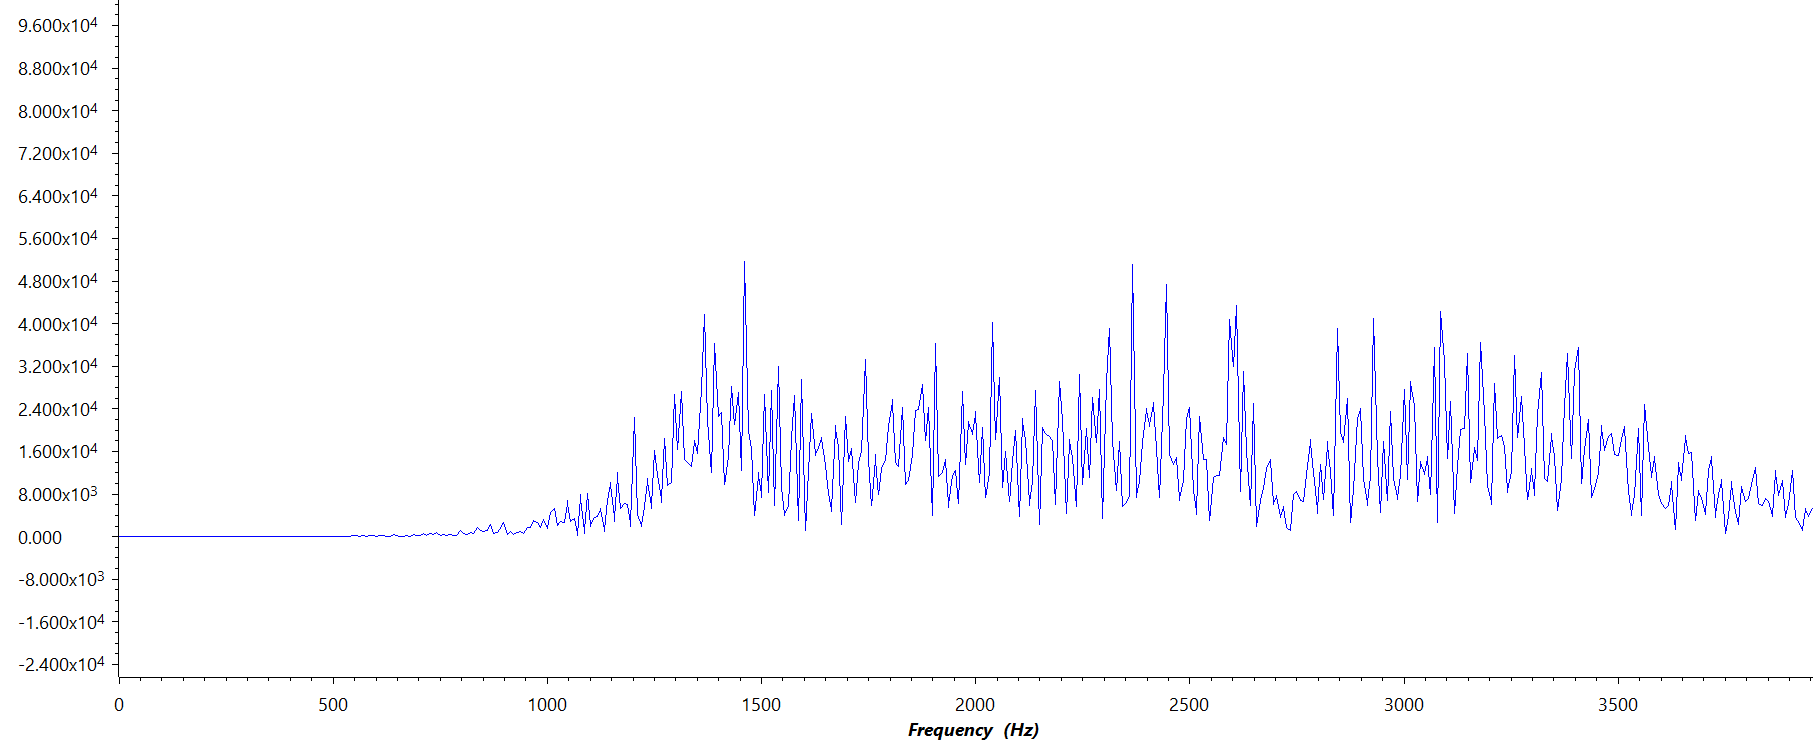 9.600x10⁴
8.800x10⁴
8.000x10⁴
7.200x10⁴
6.400x10⁴
5.600x10⁴
4.800x10⁴
4.000x10⁴
3.200x10⁴
2.400x10⁴
1.600x10⁴
8.000x10³
0.000
-8.000x10³
-1.600x10⁴
-2.400x10⁴
0 500 1000 1500 2000 2500 3000 3500
Frequency (Hz)